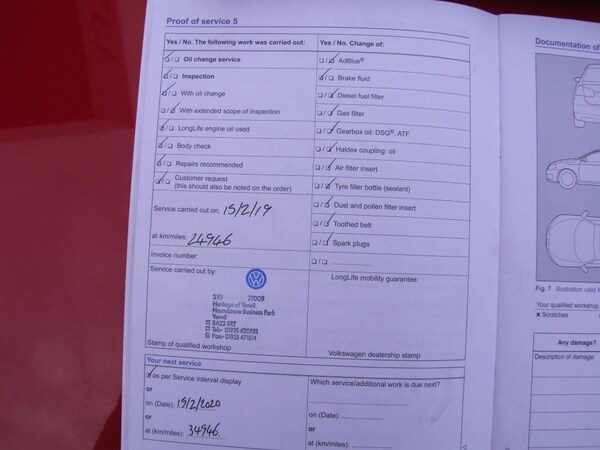 Proof of service 5
Documentation of
Yes / No. The following work was carried out:
Yes / No. Change of:
Oil change service
Inspection
With oil change
With extended scope of inspection
LongLife engine oil used
Body check
Repairs recommended
Customer request
(this should also be noted on the order)
AdBlue®
Brake fluid
Diesel fuel filter
Gas filter
Gearbox oil: DSG®, ATF
Haldex coupling: oil
Air filter insert
Tyre filler bottle (sealant)
Dust and pollen filter insert
Toothed belt
Spark plugs
Service carried out on: 15/2/19
at km/miles: 24946
Invoice number:
Service carried out by:
LongLife mobility guarantee:
210 77009
Heritage of Yeovil
Houndstone Business Park
Yeovil
BA22 8RT
Stamp of qualified workshop
Volkswagen dealership stamp
Your next service
as per Service interval display
or
on (Date): 15/2/2020
or
at (km/miles): 34946
Which service/additional work is due next?
on (Date):
or
at (km/miles):
Fig. 7 Illustration valid
Your qualified workshop
× Scratches
Any damage?
Description of damage: